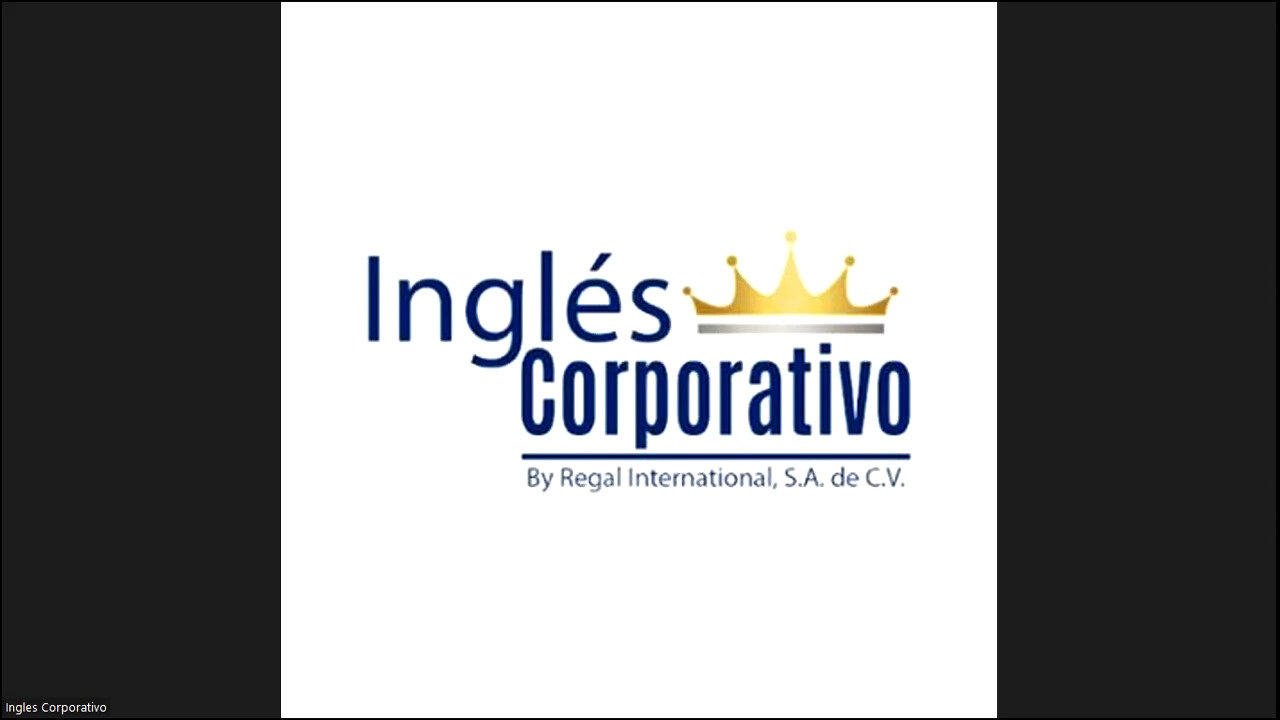 Inglés
Corporativo
By Regal International, S.A. de C.V.
Ingles Corporativo